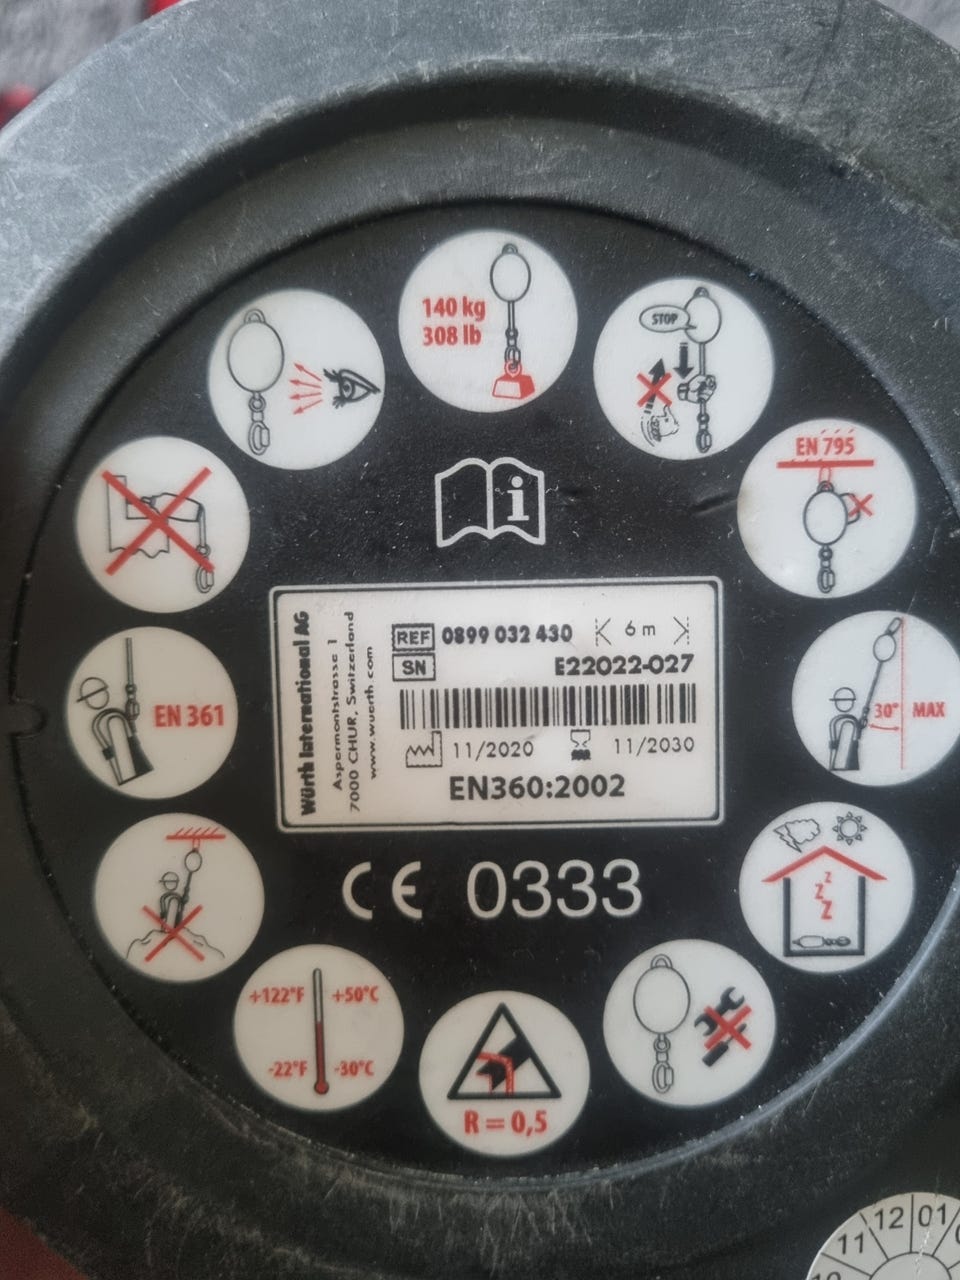 140 kg
308 lb
STOP
EN 795
i
Würth International AG
Aspermontstrasse 1
7000 CHUR, Switzerland
www.wuerth.com
REF 0899 032 430 6 m
SN E22022-027
11/2020 11/2030
EN360:2002
EN 361
30° MAX
CE 0333
z
z
z
+122°F +50°C
-22°F -30°C
R = 0,5
11 12 01